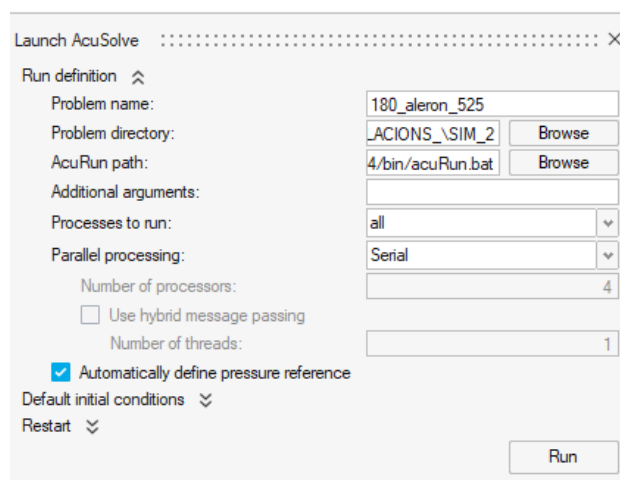 Launch AcuSolve
Run definition
Problem name: 180_aleron_525
Problem directory: _ACIONS_\SIM_2 Browse
AcuRun path: 4/bin/acuRun.bat Browse
Additional arguments:
Processes to run: all
Parallel processing: Serial
Number of processors: 4
Use hybrid message passing
Number of threads: 1
Automatically define pressure reference
Default initial conditions
Restart
Run